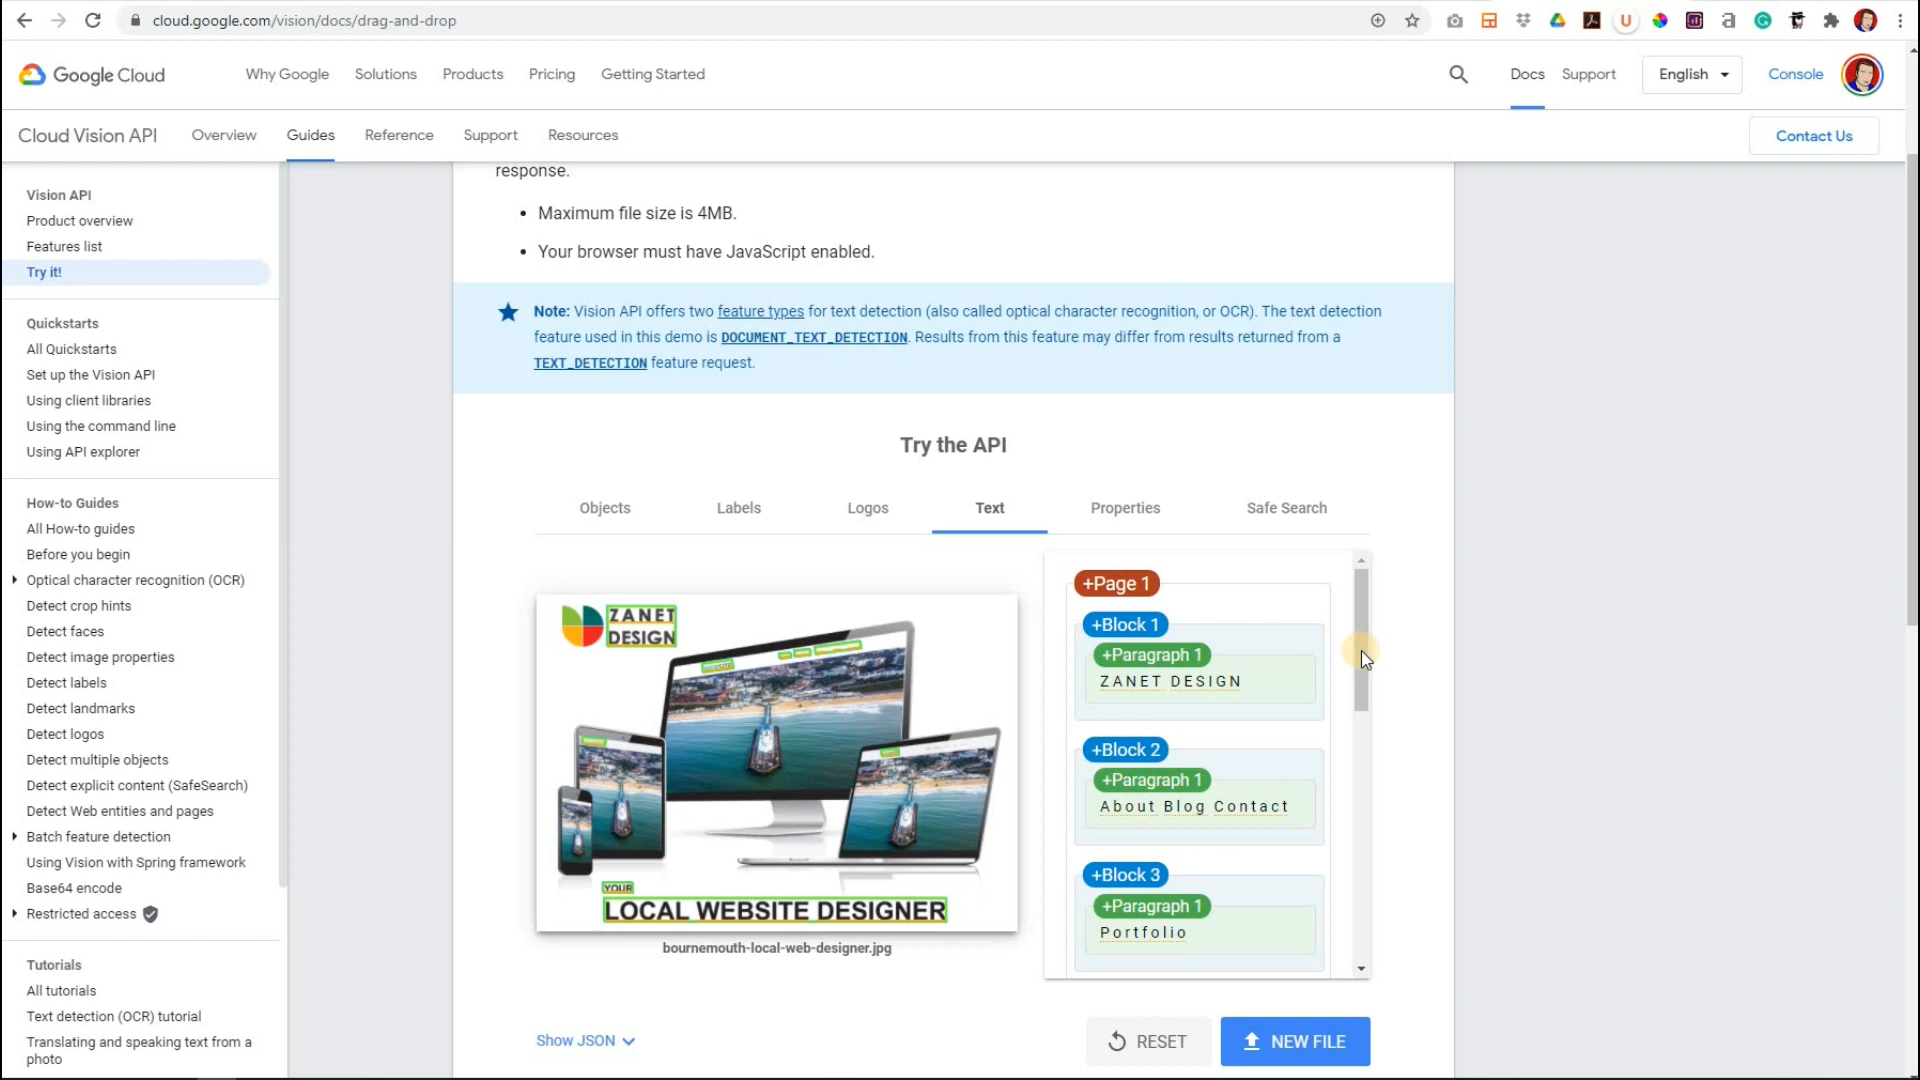 cloud.google.com/vision/docs/drag-and-drop
Google Cloud
Why Google
Solutions
Products
Pricing
Getting Started
Docs
Support
English
Console
Cloud Vision API
Overview
Guides
Reference
Support
Resources
Contact Us
Vision API
Product overview
Features list
Try it!
Quickstarts
All Quickstarts
Set up the Vision API
Using client libraries
Using the command line
Using API explorer
How-to Guides
All How-to guides
Before you begin
Optical character recognition (OCR)
Detect crop hints
Detect faces
Detect image properties
Detect labels
Detect landmarks
Detect logos
Detect multiple objects
Detect explicit content (SafeSearch)
Detect Web entities and pages
Batch feature detection
Using Vision with Spring framework
Base64 encode
Restricted access
Tutorials
All tutorials
Text detection (OCR) tutorial
Translating and speaking text from a
photo
response.
• Maximum file size is 4MB.
• Your browser must have JavaScript enabled.
Note: Vision API offers two feature types for text detection (also called optical character recognition, or OCR). The text detection
feature used in this demo is DOCUMENT_TEXT_DETECTION. Results from this feature may differ from results returned from a
TEXT_DETECTION feature request.
Try the API
Objects
Labels
Logos
Text
Properties
Safe Search
ZANET
DESIGN
YOUR
LOCAL WEBSITE DESIGNER
bournemouth-local-web-designer.jpg
+Page 1
+Block 1
+Paragraph 1
ZANET DESIGN
+Block 2
+Paragraph 1
About Blog Contact
+Block 3
+Paragraph 1
Portfolio
Show JSON
RESET
NEW FILE